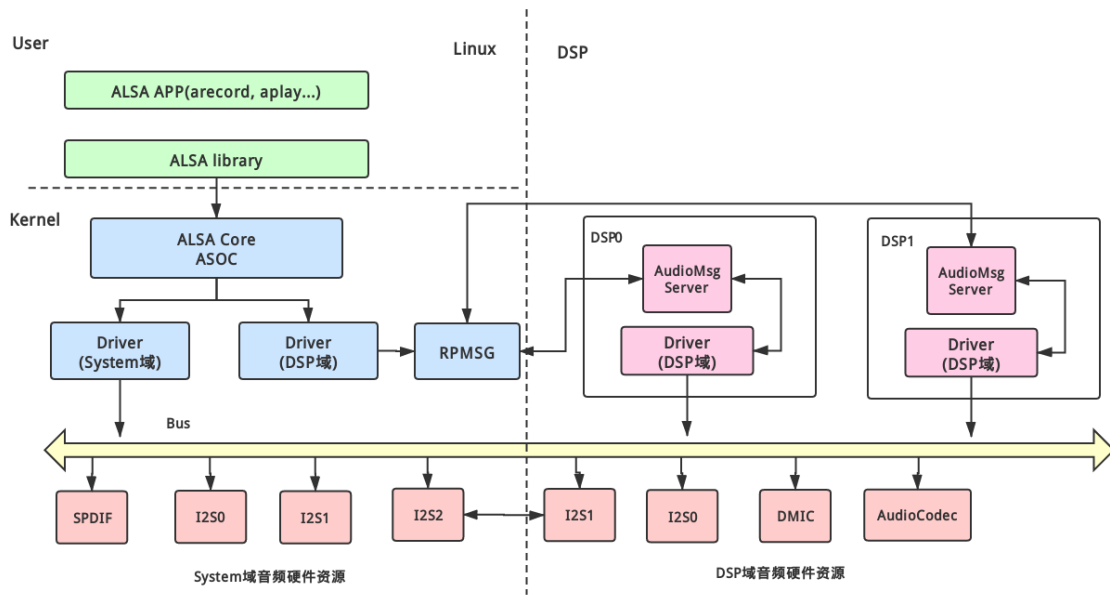 User
Linux
DSP
ALSA APP(arecord, aplay...)
ALSA library
Kernel
ALSA Core
ASOC
DSP0
DSP1
AudioMsg
Server
AudioMsg
Server
Driver
(System域)
Driver
(DSP域)
RPMSG
Driver
(DSP域)
Driver
(DSP域)
Bus
SPDIF
I2S0
I2S1
I2S2
I2S1
I2S0
DMIC
AudioCodec
System域音频硬件资源
DSP域音频硬件资源